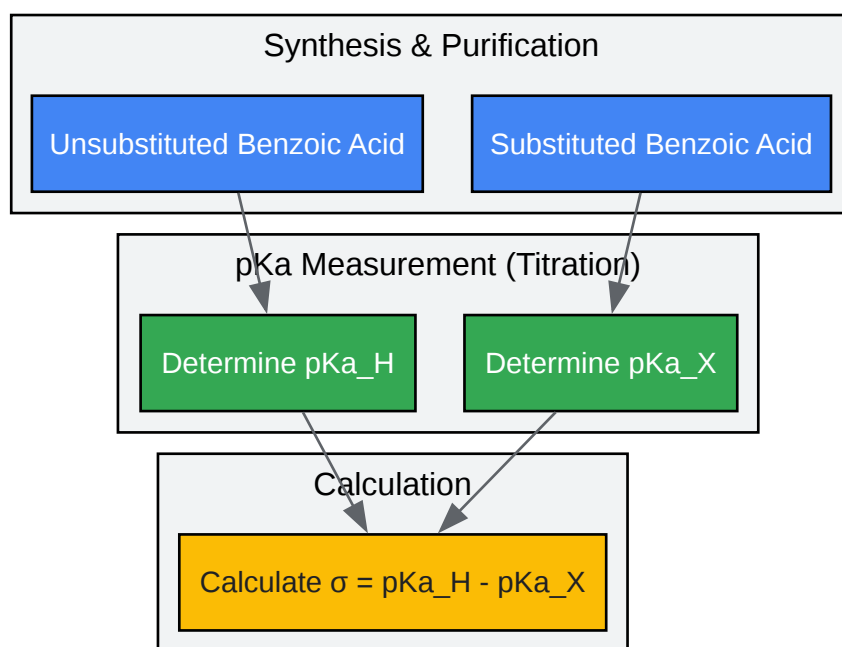 Synthesis & Purification
Unsubstituted Benzoic Acid
Substituted Benzoic Acid
pKa Measurement (Titration)
Determine pKa_H
Determine pKa_X
Calculation
Calculate σ = pKa_H - pKa_X